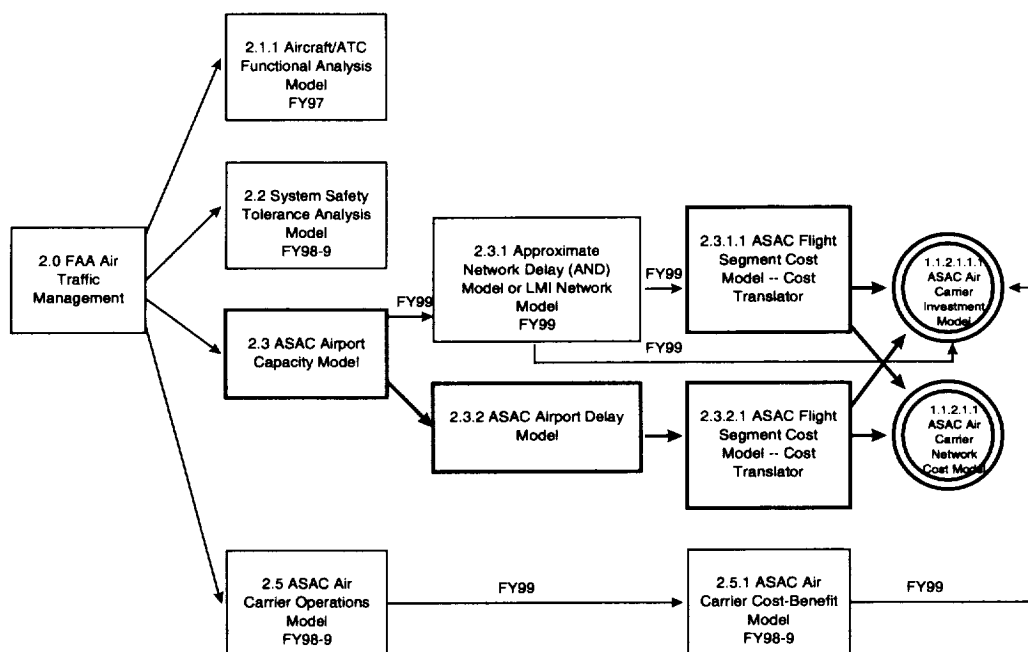 2.1.1 Aircraft/ATC
Functional Analysis
Model
FY97
2.2 System Safety
Tolerance Analysis
Model
FY98-9
2.0 FAA Air
Traffic
Management
2.3 ASAC Airport
Capacity Model
FY99
2.3.1 Approximate
Network Delay (AND)
Model or LMI Network
Model
FY99
FY99
FY99
2.3.1.1 ASAC Flight
Segment Cost
Model -- Cost
Translator
1.1.2.1.1.1
ASAC Air
Carrier
Investment
Model
2.3.2 ASAC Airport Delay
Model
2.3.2.1 ASAC Flight
Segment Cost
Model -- Cost
Translator
1.1.2.1.1
ASAC Air
Carrier
Network
Cost Model
2.5 ASAC Air
Carrier Operations
Model
FY98-9
FY99
2.5.1 ASAC Air
Carrier Cost-Benefit
Model
FY98-9
FY99